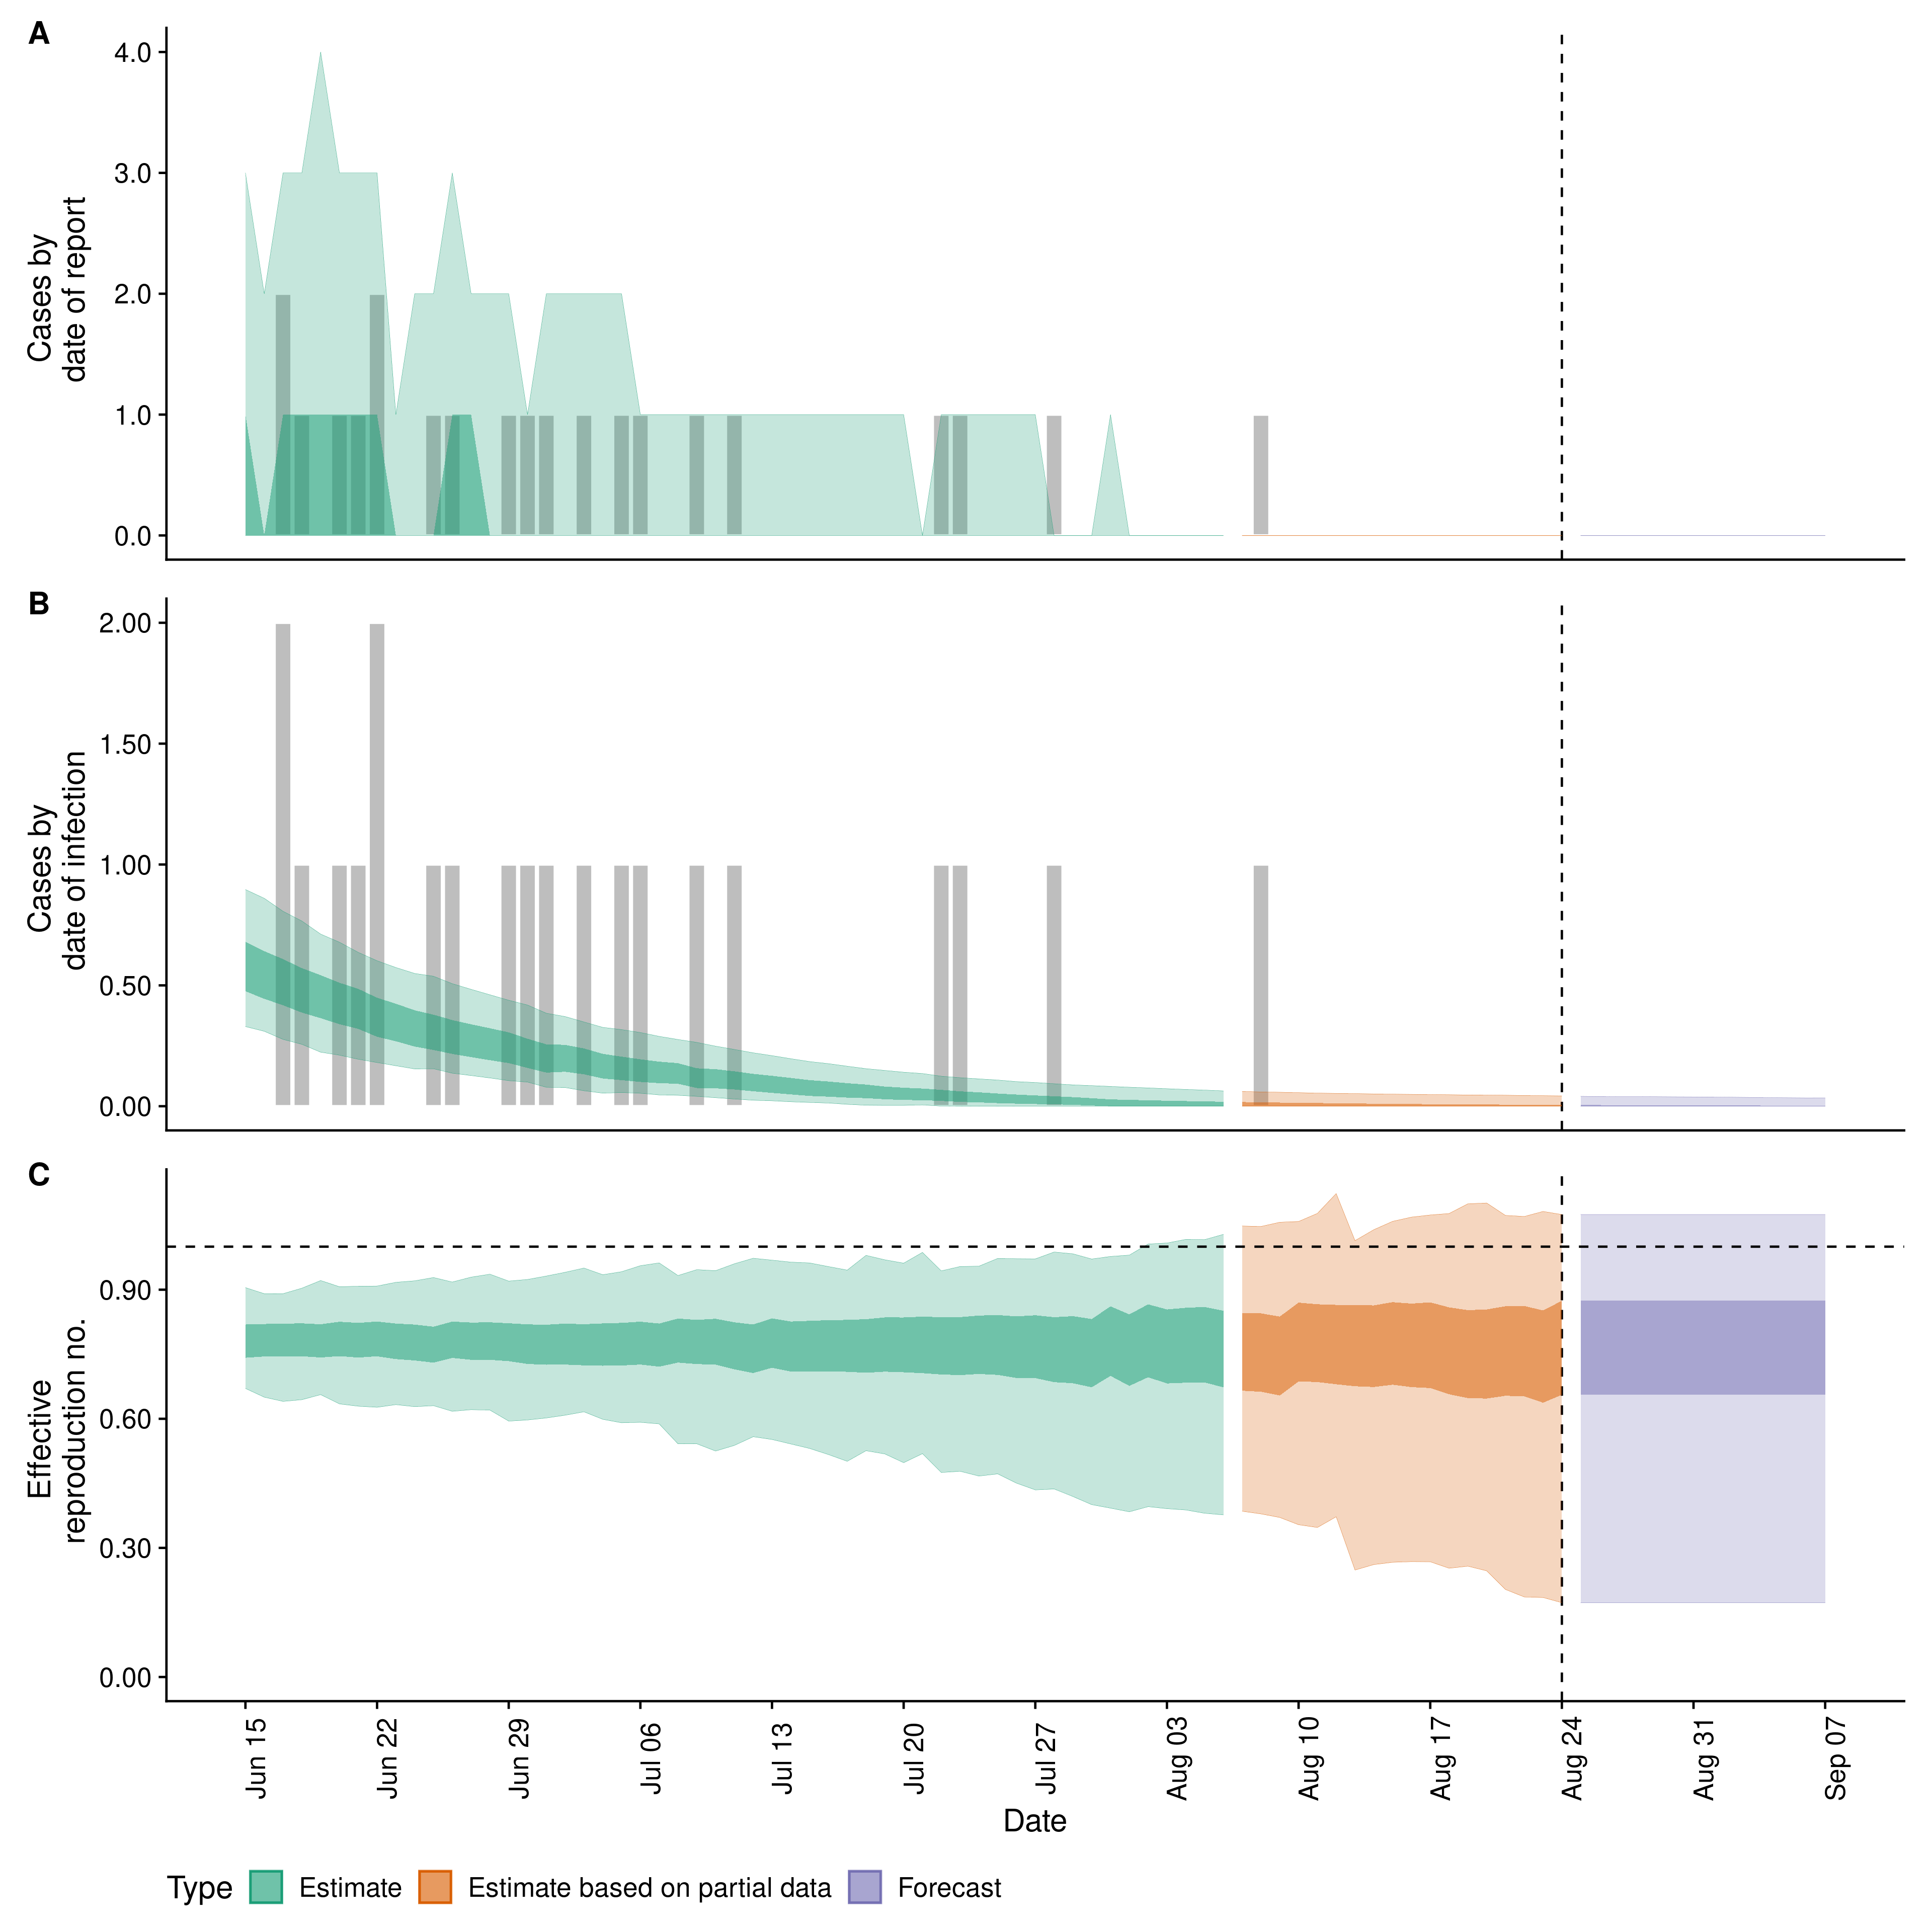 A
4.0
3.0
2.0
1.0
0.0
Cases by
date of report
B
2.00
1.50
1.00
0.50
0.00
Cases by
date of infection
C
0.90
0.60
0.30
0.00
Effective
reproduction no.
Jun 15
Jun 22
Jun 29
Jul 06
Jul 13
Jul 20
Jul 27
Aug 03
Aug 10
Aug 17
Aug 24
Aug 31
Sep 07
Date
Type Estimate Estimate based on partial data Forecast